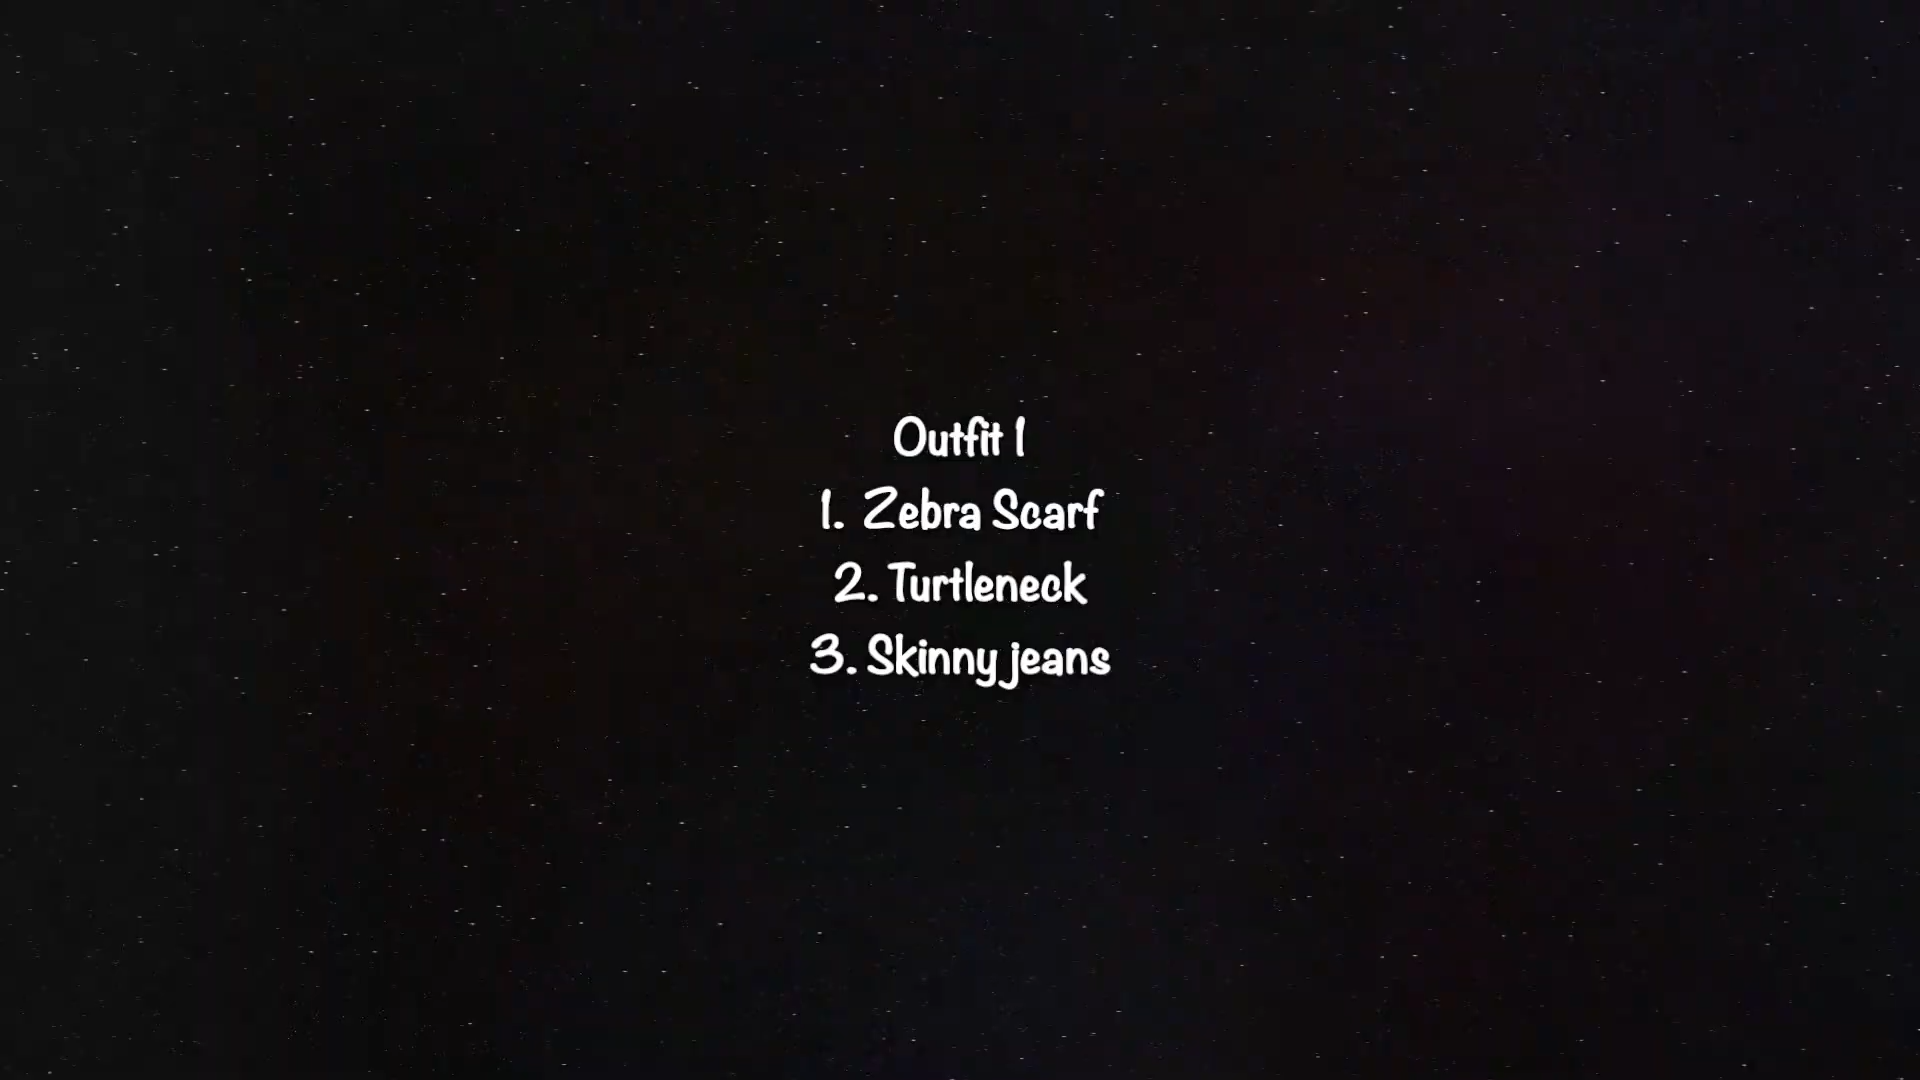 Outfit 1
1. Zebra Scarf
2. Turtleneck
3. Skinny jeans